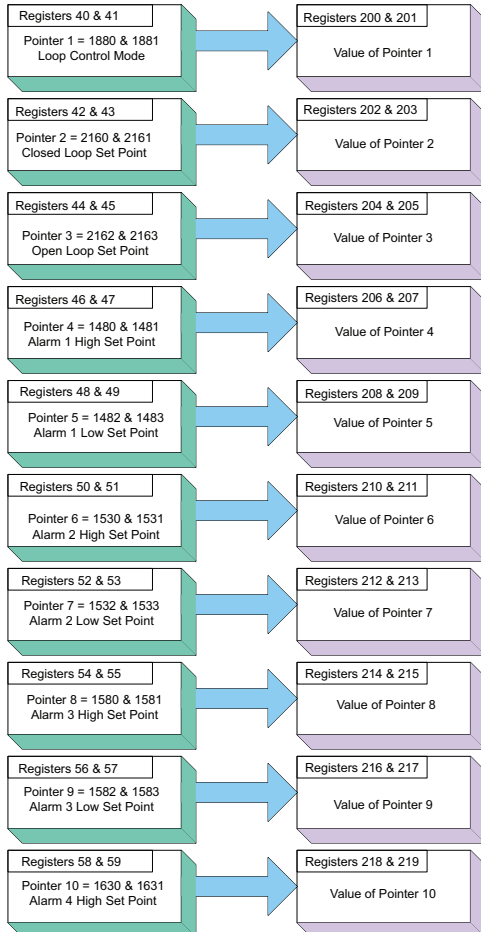 Registers 40 & 41
Pointer 1 = 1880 & 1881
Loop Control Mode
Registers 200 & 201
Value of Pointer 1
Registers 42 & 43
Pointer 2 = 2160 & 2161
Closed Loop Set Point
Registers 202 & 203
Value of Pointer 2
Registers 44 & 45
Pointer 3 = 2162 & 2163
Open Loop Set Point
Registers 204 & 205
Value of Pointer 3
Registers 46 & 47
Pointer 4 = 1480 & 1481
Alarm 1 High Set Point
Registers 206 & 207
Value of Pointer 4
Registers 48 & 49
Pointer 5 = 1482 & 1483
Alarm 1 Low Set Point
Registers 208 & 209
Value of Pointer 5
Registers 50 & 51
Pointer 6 = 1530 & 1531
Alarm 2 High Set Point
Registers 210 & 211
Value of Pointer 6
Registers 52 & 53
Pointer 7 = 1532 & 1533
Alarm 2 Low Set Point
Registers 212 & 213
Value of Pointer 7
Registers 54 & 55
Pointer 8 = 1580 & 1581
Alarm 3 High Set Point
Registers 214 & 215
Value of Pointer 8
Registers 56 & 57
Pointer 9 = 1582 & 1583
Alarm 3 Low Set Point
Registers 216 & 217
Value of Pointer 9
Registers 58 & 59
Pointer 10 = 1630 & 1631
Alarm 4 High Set Point
Registers 218 & 219
Value of Pointer 10